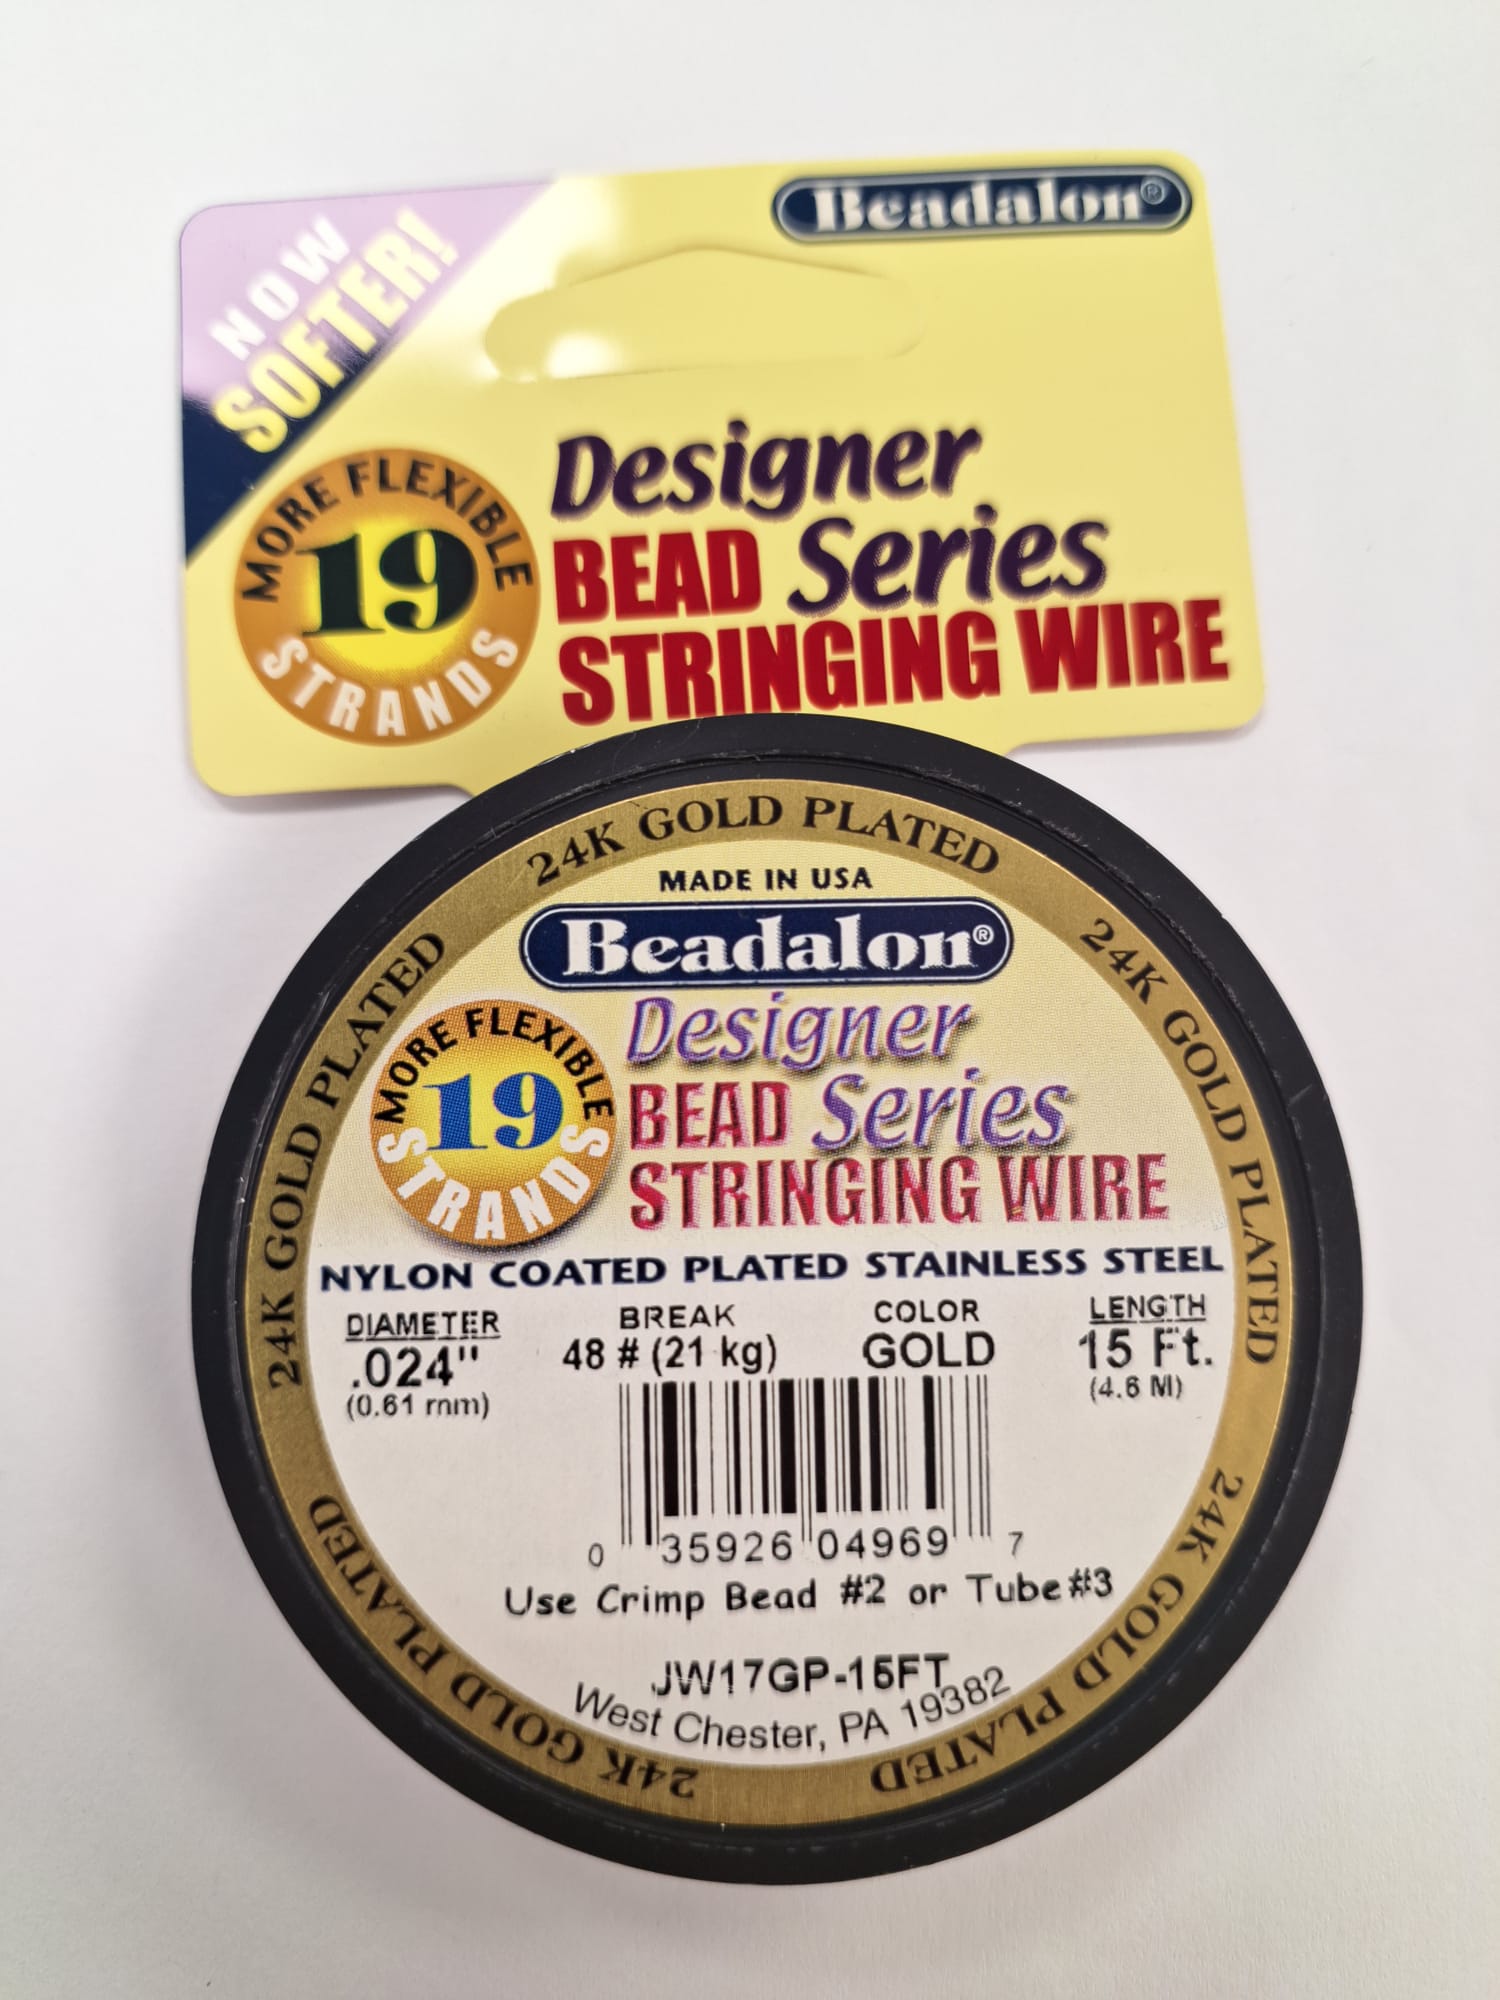 NOW
SOFTER!
Beadalon®
MORE FLEXIBLE
19
STRANDS
Designer
BEAD Series
STRINGING WIRE
24K GOLD PLATED
24K GOLD PLATED
24K GOLD PLATED
24K GOLD PLATED
24K GOLD PLATED
MADE IN USA
Beadalon®
MORE FLEXIBLE
19
STRANDS
Designer
BEAD Series
STRINGING WIRE
NYLON COATED PLATED STAINLESS STEEL
DIAMETER BREAK COLOR LENGTH
.024" 48 # (21 kg) GOLD 15 Ft.
(0.61 mm) (4.6 M)
0 35926 04969 7
Use Crimp Bead #2 or Tube#3
JW17GP-15FT
West Chester, PA 19382